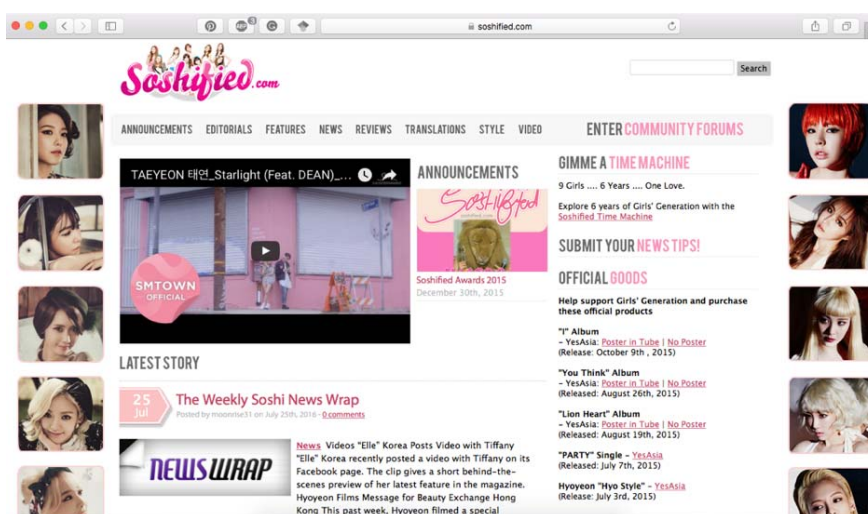 soshified.com
Soshified.com
Search
ANNOUNCEMENTS EDITORIALS FEATURES NEWS REVIEWS TRANSLATIONS STYLE VIDEO
ENTER COMMUNITY FORUMS
TAEYEON 태연_Starlight (Feat. DEAN)_...
SMTOWN
OFFICIAL
ANNOUNCEMENTS
Soshified
Soshified Awards 2015
December 30th, 2015
GIMME A TIME MACHINE
9 Girls .... 6 Years .... One Love.
Explore 6 years of Girls' Generation with the
Soshified Time Machine
SUBMIT YOUR NEWS TIPS!
OFFICIAL GOODS
Help support Girls' Generation and purchase
these official products
"I" Album
– YesAsia: Poster in Tube | No Poster
(Release: October 9th , 2015)
"You Think" Album
– YesAsia: Poster in Tube | No Poster
(Released: August 26th, 2015)
"Lion Heart" Album
– YesAsia: Poster in Tube | No Poster
(Released: August 19th, 2015)
"PARTY" Single – YesAsia
(Released: July 7th, 2015)
Hyoyeon "Hyo Style" – YesAsia
(Release: July 3rd, 2015)
LATEST STORY
25
Jul
The Weekly Soshi News Wrap
Posted by moonrise31 on July 25th, 2016 - 0 comments
NEWS WRAP
News Videos "Elle" Korea Posts Video with Tiffany
"Elle" Korea recently posted a video with Tiffany on its
Facebook page. The clip gives a short behind-the-
scenes preview of her latest feature in the magazine.
Hyoyeon Films Message for Beauty Exchange Hong
Kong This past week, Hyoyeon filmed a special